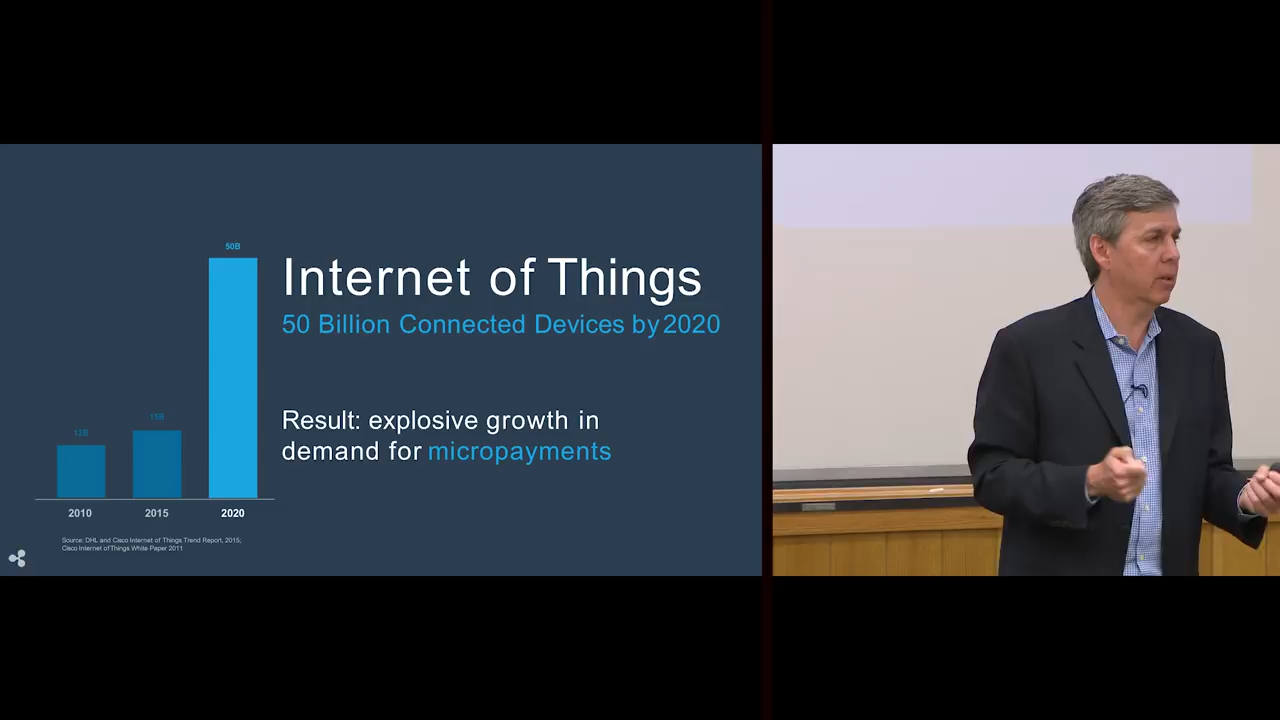 50B
15B
12B
2010 2015 2020
Internet of Things
50 Billion Connected Devices by 2020
Result: explosive growth in
demand for micropayments
Source: DHL and Cisco Internet of Things Trend Report, 2015;
Cisco Internet of Things White Paper 2011